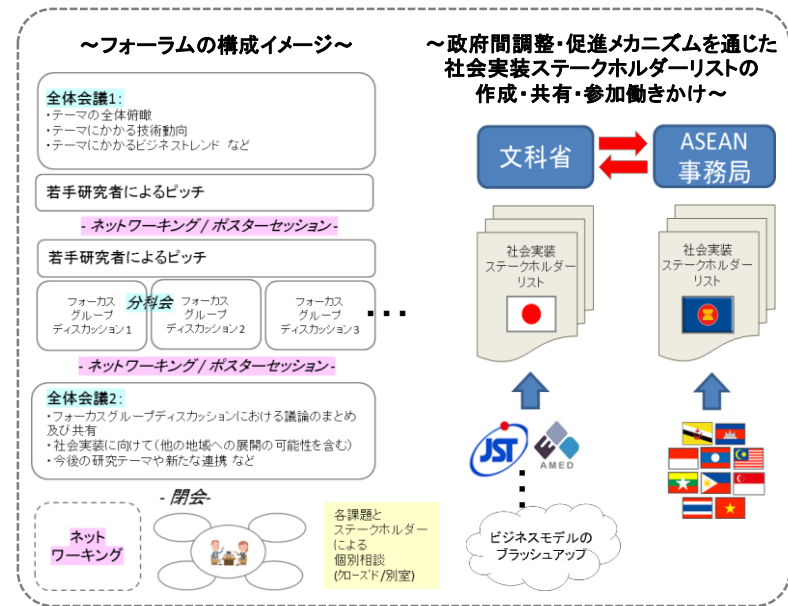 ～フォーラムの構成イメージ～
全体会議1：
・テーマの全体俯瞰
・テーマにかかる技術動向
・テーマにかかるビジネストレンド など
若手研究者によるピッチ
- ネットワーキング / ポスターセッション -
若手研究者によるピッチ
分科会
フォーカス
グループ
ディスカッション1
フォーカス
グループ
ディスカッション2
フォーカス
グループ
ディスカッション3
・・・
- ネットワーキング / ポスターセッション -
全体会議2：
・フォーカスグループディスカッションにおける議論のまとめ
及び共有
・社会実装に向けて（他の地域への展開の可能性を含む）
・今後の研究テーマや新たな連携 など
- 閉会 -
ネット
ワーキング
各課題と
ステークホルダー
による
個別相談
(クローズド/別室)
～政府間調整・促進メカニズムを通じた
社会実装ステークホルダーリストの
作成・共有・参加働きかけ～
文科省
ASEAN
事務局
社会実装
ステークホルダー
リスト
社会実装
ステークホルダー
リスト
JST
AMED
ビジネスモデルの
ブラッシュアップ